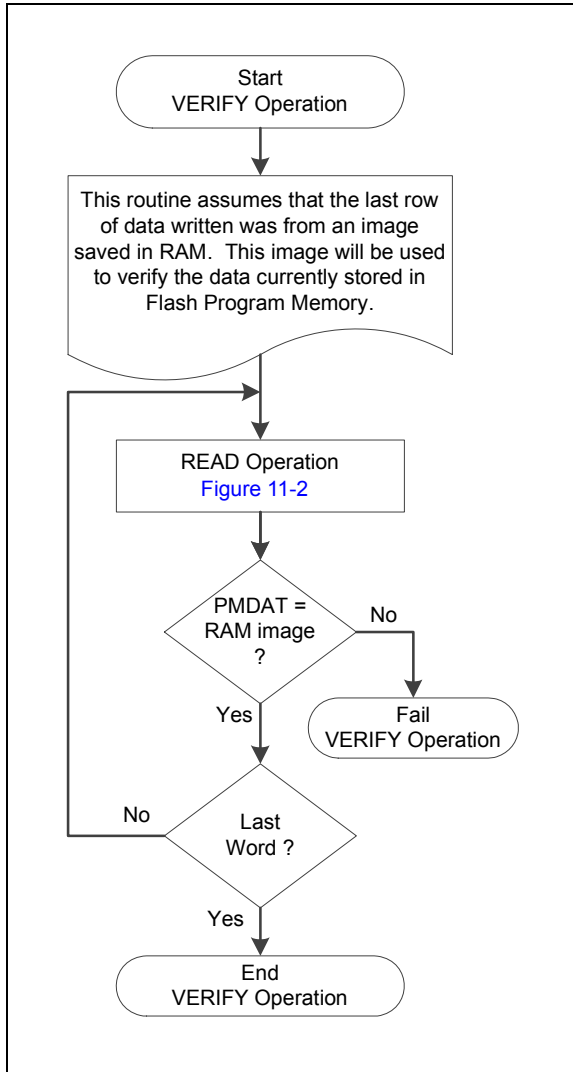 Start
VERIFY Operation
This routine assumes that the last row
of data written was from an image
saved in RAM.  This image will be used
to verify the data currently stored in
Flash Program Memory.
READ Operation
Figure 11-2
PMDAT =
RAM image
?
No
Fail
VERIFY Operation
Yes
No
Last
Word ?
Yes
End
VERIFY Operation